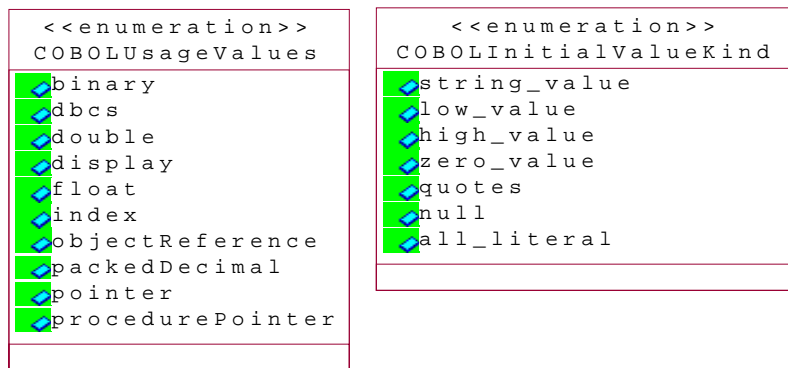 <<enumeration>>
COBOLUsageValues
binary
dbcs
double
display
float
index
objectReference
packedDecimal
pointer
procedurePointer
<<enumeration>>
COBOLInitialValueKind
string_value
low_value
high_value
zero_value
quotes
null
all_literal